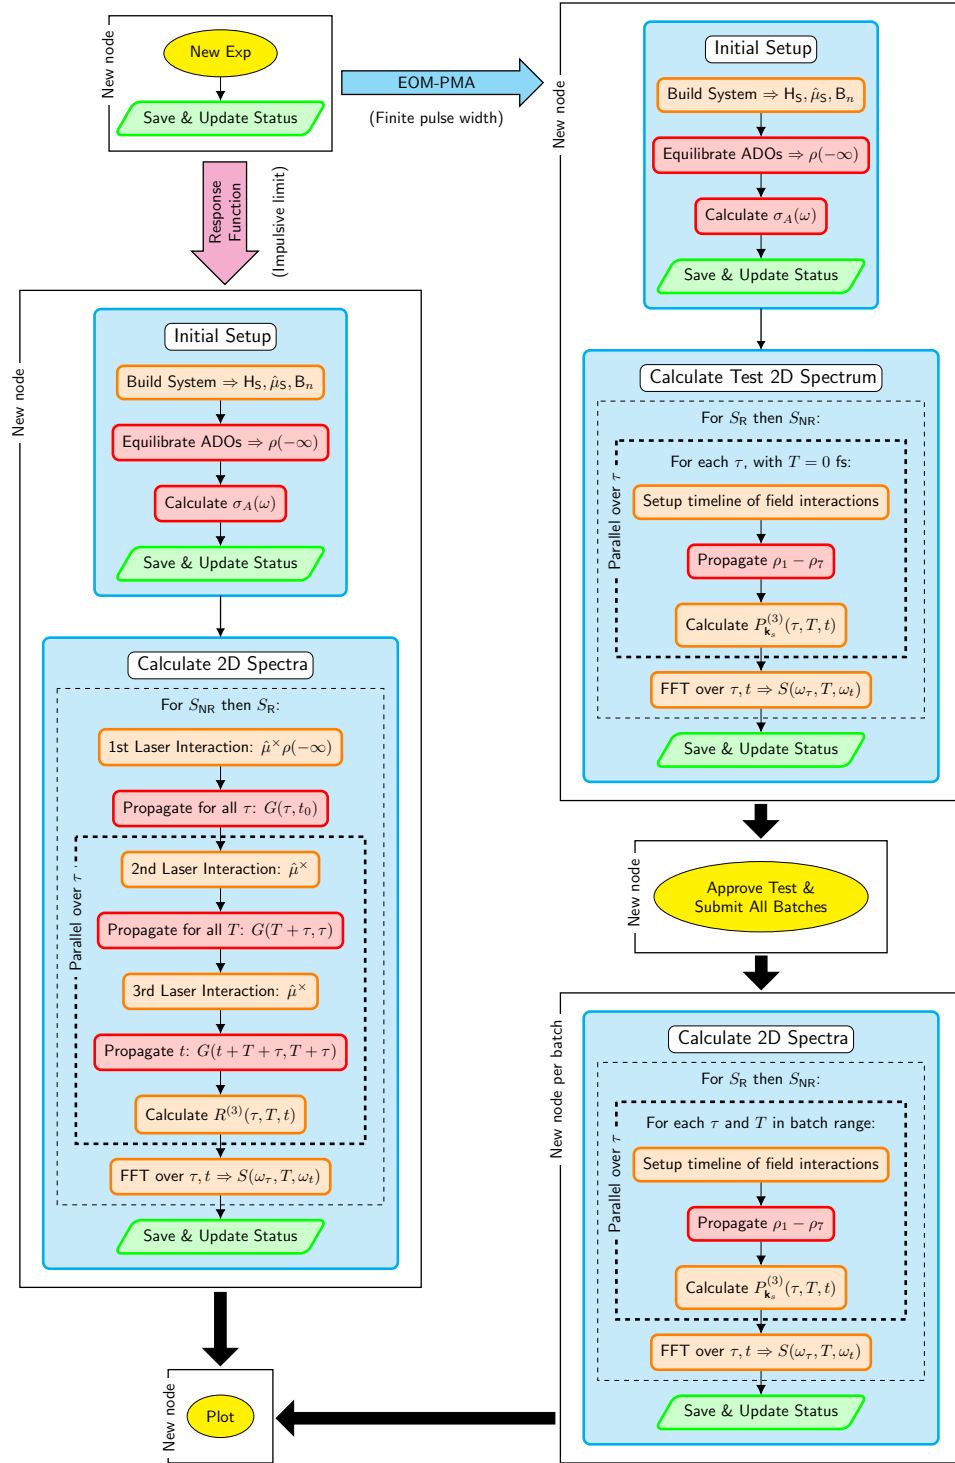 New node
New Exp
Save & Update Status
EOM-PMA
(Finite pulse width)
Response
Function
(Impulsive limit)
New node
Initial Setup
Build System ⇒ H_S, μ̂_S, B_n
Equilibrate ADOs ⇒ ρ(−∞)
Calculate σ_A(ω)
Save & Update Status
Calculate 2D Spectra
For S_NR then S_R:
1st Laser Interaction: μ̂^× ρ(−∞)
Propagate for all τ: G(τ, t_0)
Parallel over τ
2nd Laser Interaction: μ̂^×
Propagate for all T: G(T + τ, τ)
3rd Laser Interaction: μ̂^×
Propagate t: G(t + T + τ, T + τ)
Calculate R^(3)(τ, T, t)
FFT over τ, t ⇒ S(ω_τ, T, ω_t)
Save & Update Status
New node
Plot
New node
Initial Setup
Build System ⇒ H_S, μ̂_S, B_n
Equilibrate ADOs ⇒ ρ(−∞)
Calculate σ_A(ω)
Save & Update Status
Calculate Test 2D Spectrum
For S_R then S_NR:
Parallel over τ
For each τ, with T = 0 fs:
Setup timeline of field interactions
Propagate ρ_1 − ρ_7
Calculate P_{k_s}^(3)(τ, T, t)
FFT over τ, t ⇒ S(ω_τ, T, ω_t)
Save & Update Status
New node
Approve Test &
Submit All Batches
New node per batch
Calculate 2D Spectra
For S_R then S_NR:
Parallel over τ
For each τ and T in batch range:
Setup timeline of field interactions
Propagate ρ_1 − ρ_7
Calculate P_{k_s}^(3)(τ, T, t)
FFT over τ, t ⇒ S(ω_τ, T, ω_t)
Save & Update Status